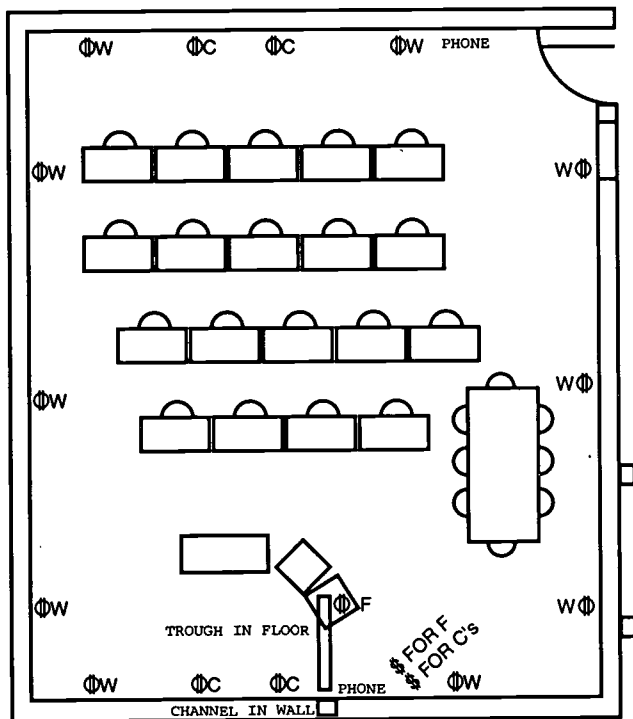 W C C W PHONE
W W
W W
W F W
TROUGH IN FLOOR
$ FOR F
$ FOR C's
W C C PHONE W
CHANNEL IN WALL